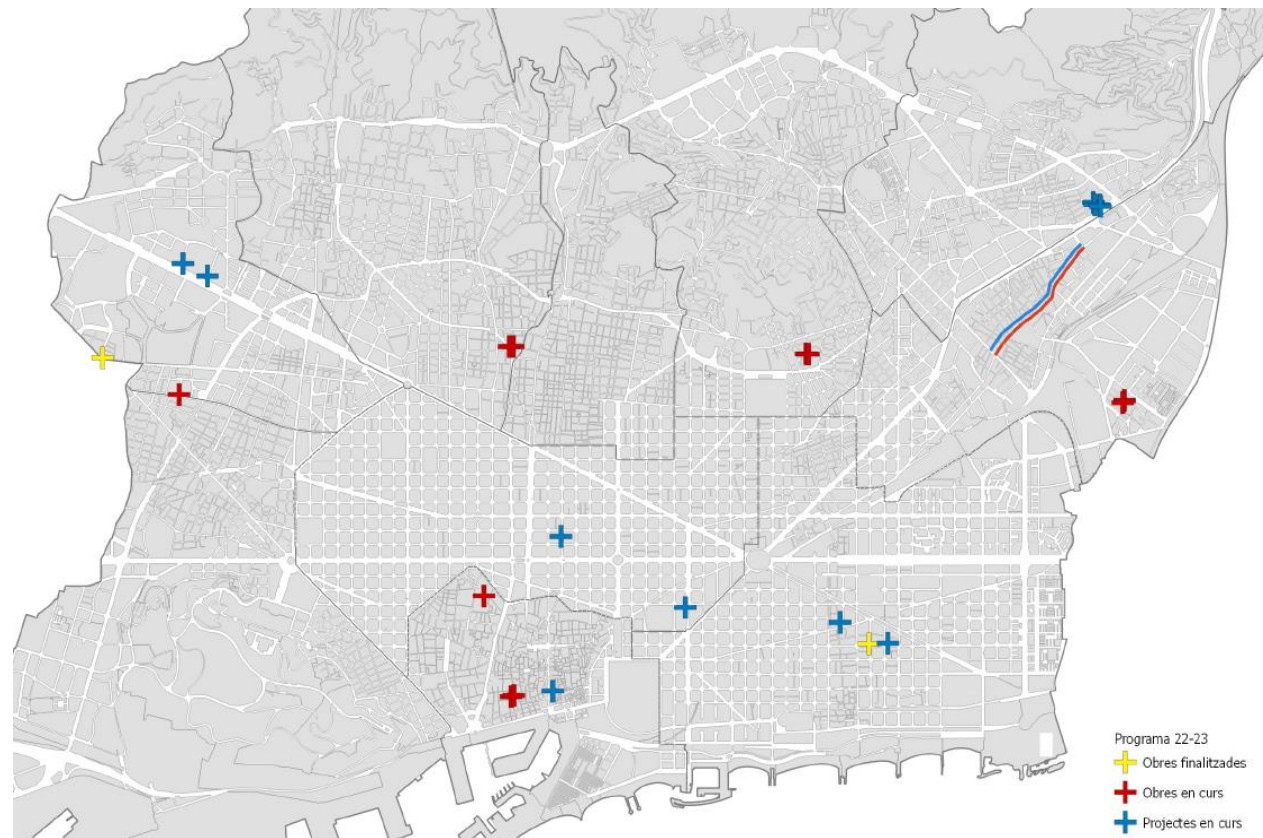 Programa 22-23
Obres finalitzades
Obres en curs
Projectes en curs